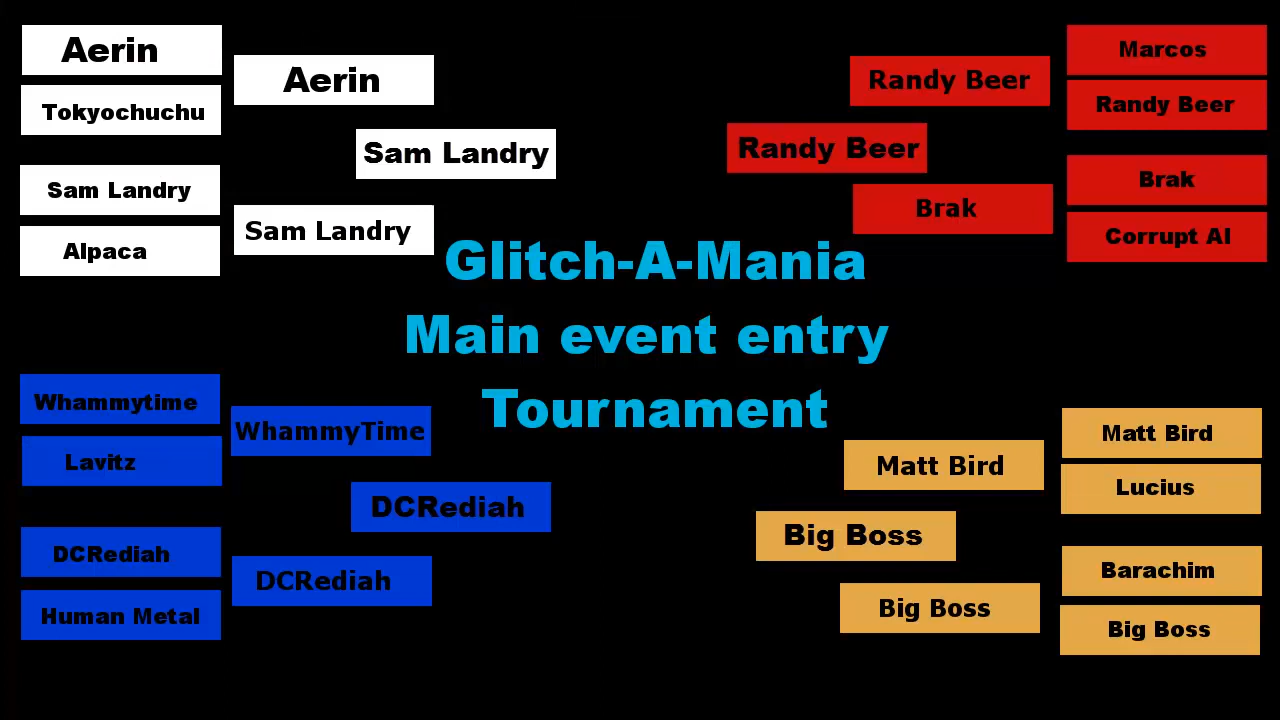 Aerin
Tokyochuchu
Aerin
Sam Landry
Alpaca
Sam Landry
Sam Landry
Whammytime
Lavitz
WhammyTime
DCRediah
Human Metal
DCRediah
DCRediah
Glitch-A-Mania
Main event entry
Tournament
Randy Beer
Randy Beer
Brak
Marcos
Randy Beer
Brak
Corrupt AI
Matt Bird
Big Boss
Big Boss
Matt Bird
Lucius
Barachim
Big Boss